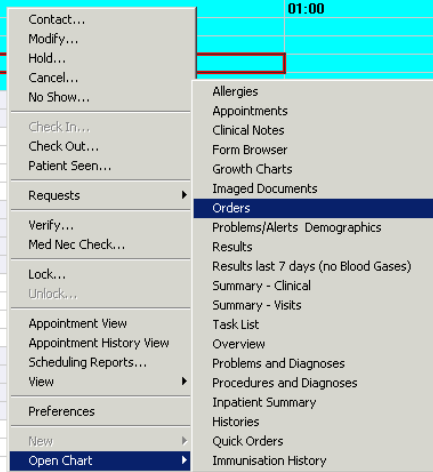 01:00
Contact...
Modify...
Hold...
Cancel...
No Show...
Check In...
Check Out...
Patient Seen...
Requests
Verify...
Med Nec Check...
Lock...
Unlock...
Appointment View
Appointment History View
Scheduling Reports...
View
Preferences
New
Open Chart
Allergies
Appointments
Clinical Notes
Form Browser
Growth Charts
Imaged Documents
Orders
Problems/Alerts Demographics
Results
Results last 7 days (no Blood Gases)
Summary - Clinical
Summary - Visits
Task List
Overview
Problems and Diagnoses
Procedures and Diagnoses
Inpatient Summary
Histories
Quick Orders
Immunisation History